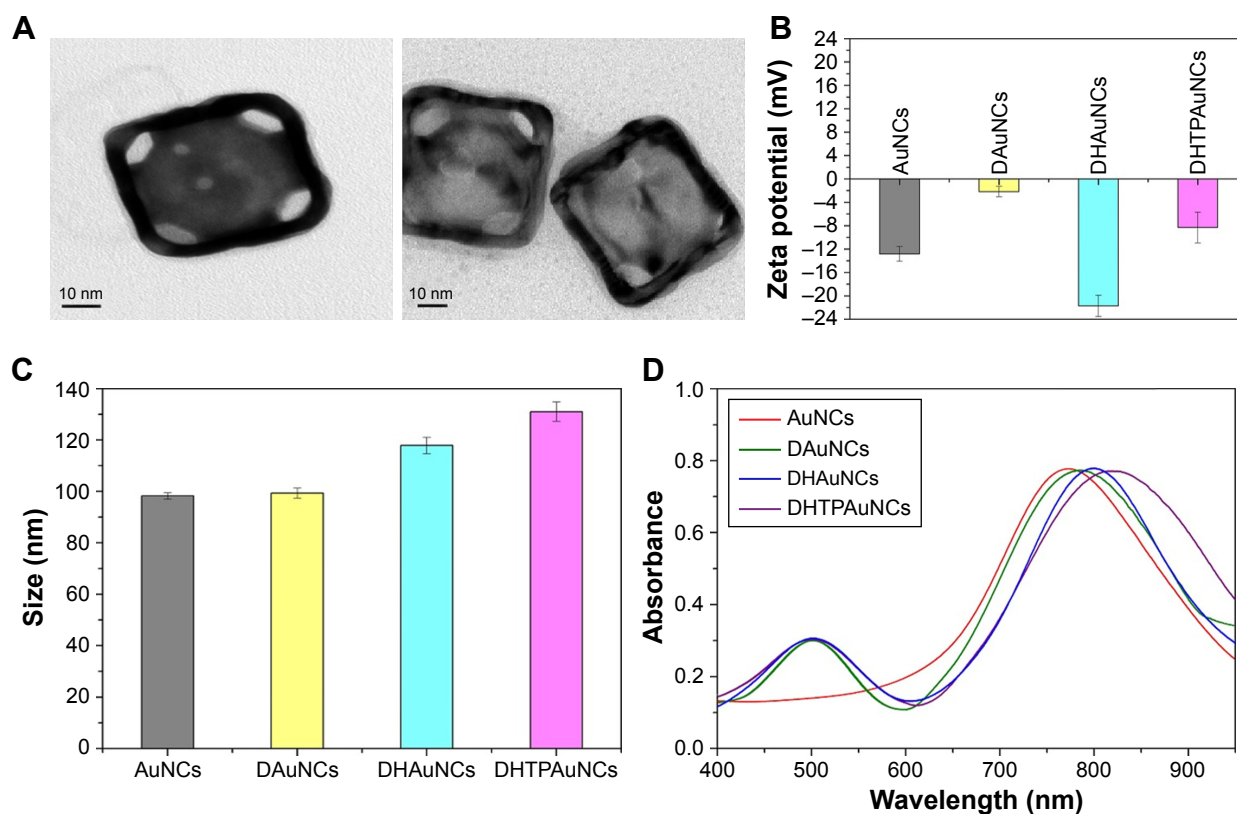 A
10 nm
10 nm
B
Zeta potential (mV)
24
20
16
12
8
4
0
–4
–8
–12
–16
–20
–24
AuNCs
DAuNCs
DHAuNCs
DHTPAuNCs
C
Size (nm)
140
120
100
80
60
40
20
0
AuNCs
DAuNCs
DHAuNCs
DHTPAuNCs
D
Absorbance
1.0
0.8
0.6
0.4
0.2
0.0
AuNCs
DAuNCs
DHAuNCs
DHTPAuNCs
400
500
600
700
800
900
Wavelength (nm)